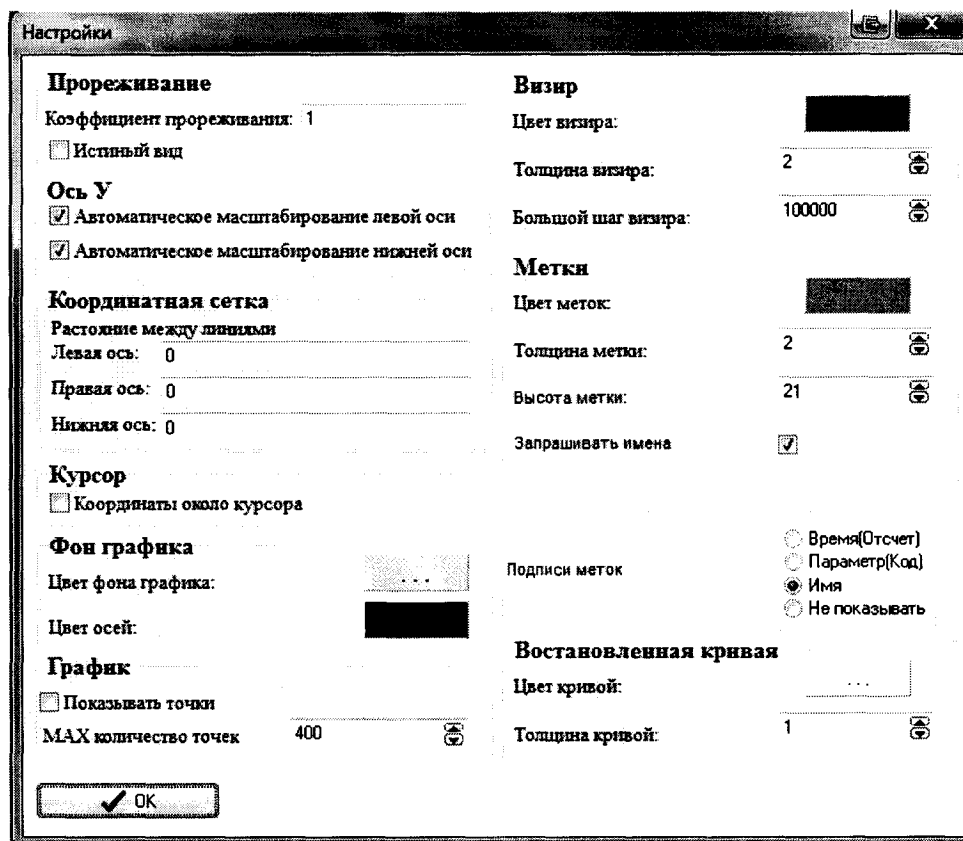 Настройки
Прореживание
Коэффициент прореживания: 1
Истиный вид
Ось У
Автоматическое масштабирование левой оси
Автоматическое масштабирование нижней оси
Координатная сетка
Растояние между линиями
Левая ось: 0
Правая ось: 0
Нижняя ось: 0
Курсор
Координаты около курсора
Фон графика
Цвет фона графика: ...
Цвет осей:
График
Показывать точки
MAX количество точек 400
OK
Визир
Цвет визира:
Толщина визира: 2
Большой шаг визира: 100000
Метки
Цвет меток:
Толщина метки: 2
Высота метки: 21
Запрашивать имена
Подписи меток
Время(Отсчет)
Параметр(Код)
Имя
Не показывать
Востановленная кривая
Цвет кривой: ...
Толщина кривой: 1